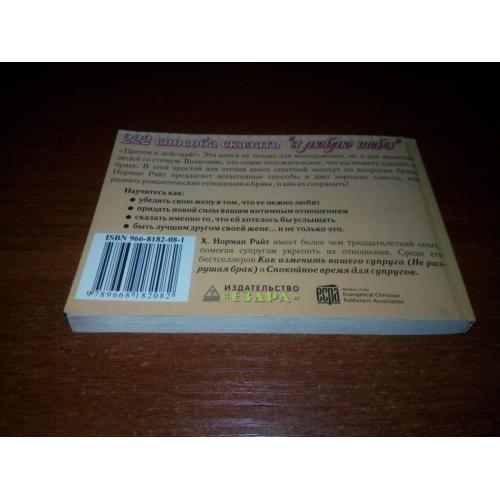 222 способа сказать "я люблю тебя"
«Прочти и действуй!» Эта книга не только для молодоженов, но и для женатых
людей со стажем. Возможно, это самое положительное, что вы можете сделать в
браке. В этой простой для чтения книге опытный эксперт по вопросам брака
Норман Райт предлагает испытанные способы и дает хорошие советы, как
развить романтические отношения в браке, и как их сохранить!
Научитесь как:
● убедить свою жену в том, что ее нежно любят
● придать новой силы вашим интимным отношениям
● сказать именно то, что ей хотелось бы услышать
● быть лучшим другом своей жене... и не только это.
Х. Норман Райт имеет более чем тридцатилетний опыт,
помогая супругам укрепить их отношения. Среди его
бестселлеров Как изменить вашего супруга (Не раз-
рушая брак) и Спокойное время для супругов.
ISBN 966-8182-08-1
9789668182082
ИЗДАТЕЛЬСТВО
"ЕЗДРА"
ecpa
Member of the
Evangelical Christian
Publishers Association